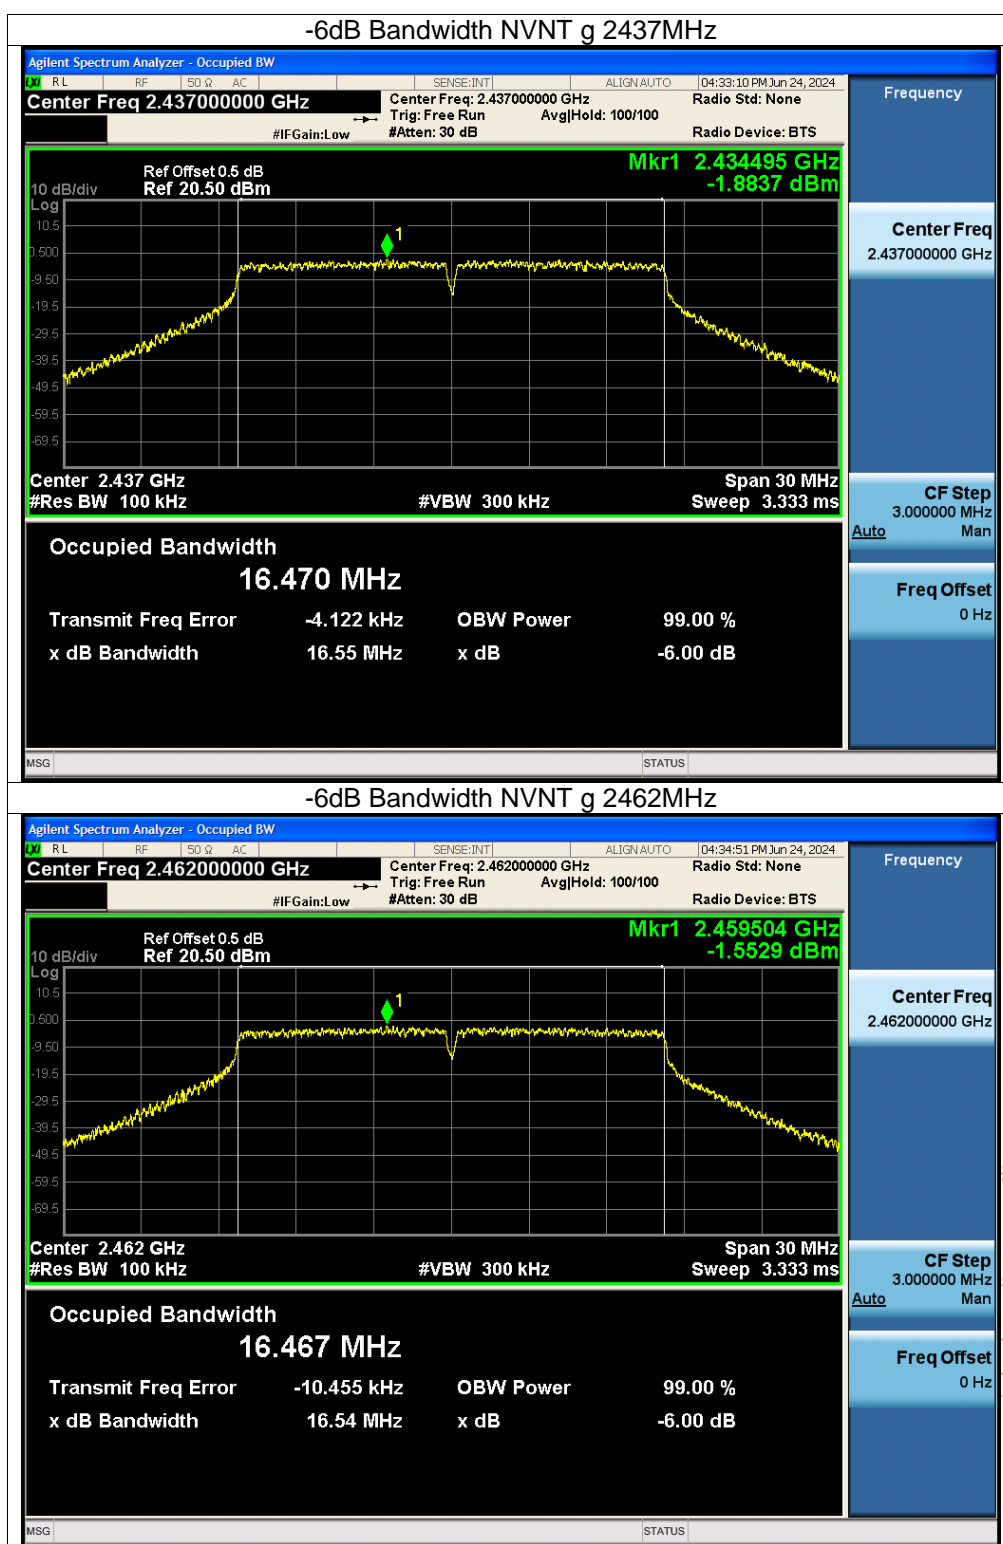 -6dB Bandwidth NVNT g 2437MHz
Agilent Spectrum Analyzer - Occupied BW
LXI RL RF 50 Ω AC SENSE:INT ALIGN AUTO 04:33:10 PM Jun 24, 2024
Center Freq 2.437000000 GHz Center Freq: 2.437000000 GHz Radio Std: None Frequency
Trig: Free Run Avg|Hold: 100/100
#IFGain:Low #Atten: 30 dB Radio Device: BTS
Mkr1 2.434495 GHz
-1.8837 dBm
Ref Offset 0.5 dB
10 dB/div Ref 20.50 dBm
Log
10.5
0.500
-9.50
-19.5
-29.5
-39.5
-49.5
-59.5
-69.5
1
Center Freq
2.437000000 GHz
Center 2.437 GHz Span 30 MHz
#Res BW 100 kHz #VBW 300 kHz Sweep 3.333 ms
CF Step
3.000000 MHz
Auto Man
Occupied Bandwidth
16.470 MHz
Freq Offset
0 Hz
Transmit Freq Error -4.122 kHz OBW Power 99.00 %
x dB Bandwidth 16.55 MHz x dB -6.00 dB
MSG STATUS
-6dB Bandwidth NVNT g 2462MHz
Agilent Spectrum Analyzer - Occupied BW
LXI RL RF 50 Ω AC SENSE:INT ALIGN AUTO 04:34:51 PM Jun 24, 2024
Center Freq 2.462000000 GHz Center Freq: 2.462000000 GHz Radio Std: None Frequency
Trig: Free Run Avg|Hold: 100/100
#IFGain:Low #Atten: 30 dB Radio Device: BTS
Mkr1 2.459504 GHz
-1.5529 dBm
Ref Offset 0.5 dB
10 dB/div Ref 20.50 dBm
Log
10.5
0.500
-9.50
-19.5
-29.5
-39.5
-49.5
-59.5
-69.5
1
Center Freq
2.462000000 GHz
Center 2.462 GHz Span 30 MHz
#Res BW 100 kHz #VBW 300 kHz Sweep 3.333 ms
CF Step
3.000000 MHz
Auto Man
Occupied Bandwidth
16.467 MHz
Freq Offset
0 Hz
Transmit Freq Error -10.455 kHz OBW Power 99.00 %
x dB Bandwidth 16.54 MHz x dB -6.00 dB
MSG STATUS